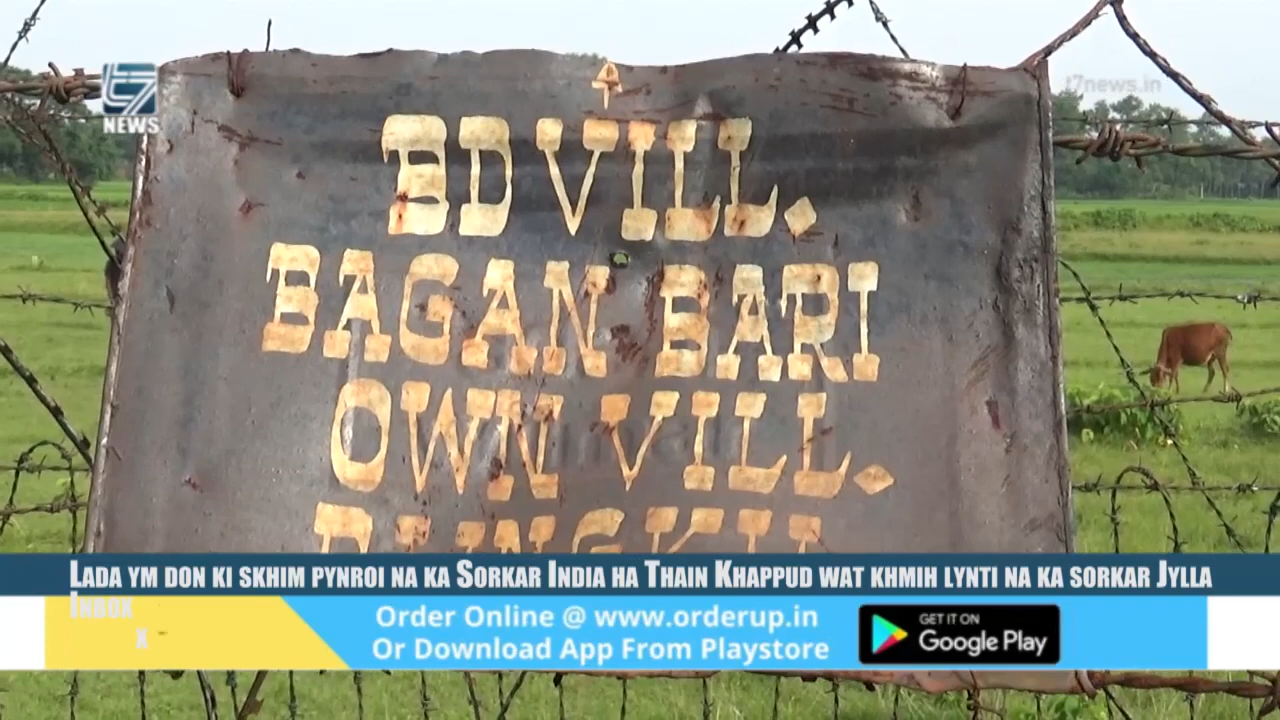 t7
NEWS
t7news.in
BD VILL.
BAGAN BARI
OWN VILL.
LADA YM DON KI SKHIM PYNROI NA KA SORKAR INDIA HA THAIN KHAPPUD WAT KHMIH LYNTI NA KA SORKAR JYLLA
INBOX
X
Order Online @ www.orderup.in
Or Download App From Playstore
GET IT ON
Google Play